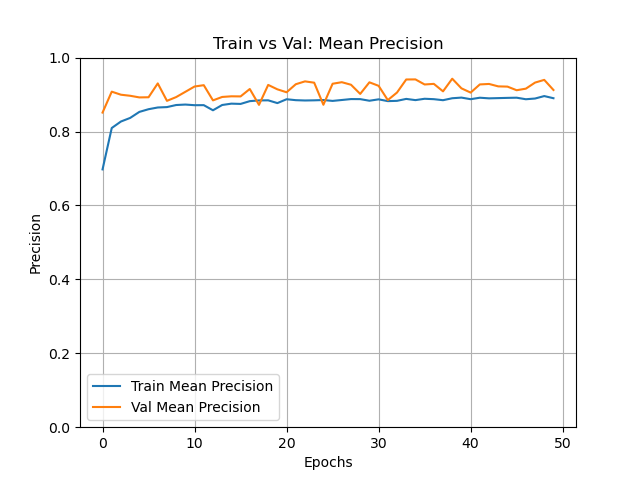 Train vs Val: Mean Precision
1.0
0.8
0.6
0.4
0.2
0.0
Precision
Train Mean Precision
Val Mean Precision
0 10 20 30 40 50
Epochs